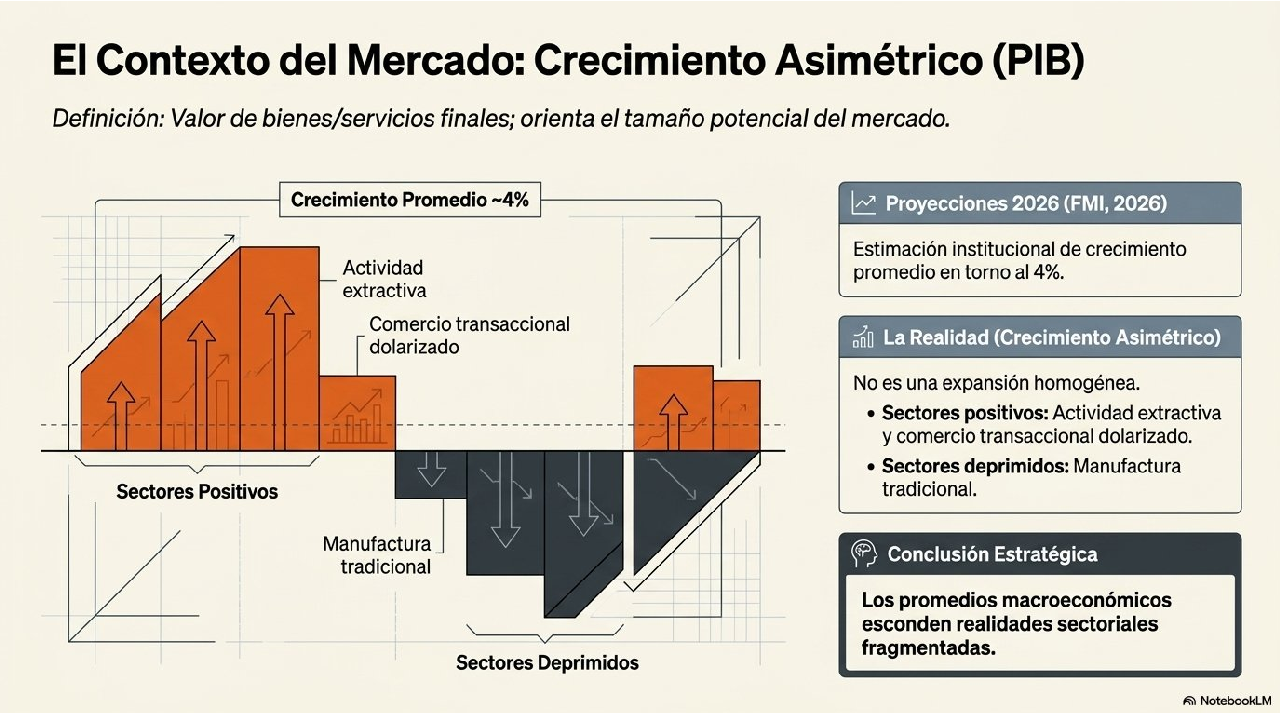 El Contexto del Mercado: Crecimiento Asimétrico (PIB)
Definición: Valor de bienes/servicios finales; orienta el tamaño potencial del mercado.
Crecimiento Promedio ~4%
Actividad
extractiva
Comercio transaccional
dolarizado
Sectores Positivos
Manufactura
tradicional
Sectores Deprimidos
Proyecciones 2026 (FMI, 2026)
Estimación institucional de crecimiento
promedio en torno al 4%.
La Realidad (Crecimiento Asimétrico)
No es una expansión homogénea.
• Sectores positivos: Actividad extractiva
y comercio transaccional dolarizado.
• Sectores deprimidos: Manufactura
tradicional.
Conclusión Estratégica
Los promedios macroeconómicos
esconden realidades sectoriales
fragmentadas.
NotebookLM